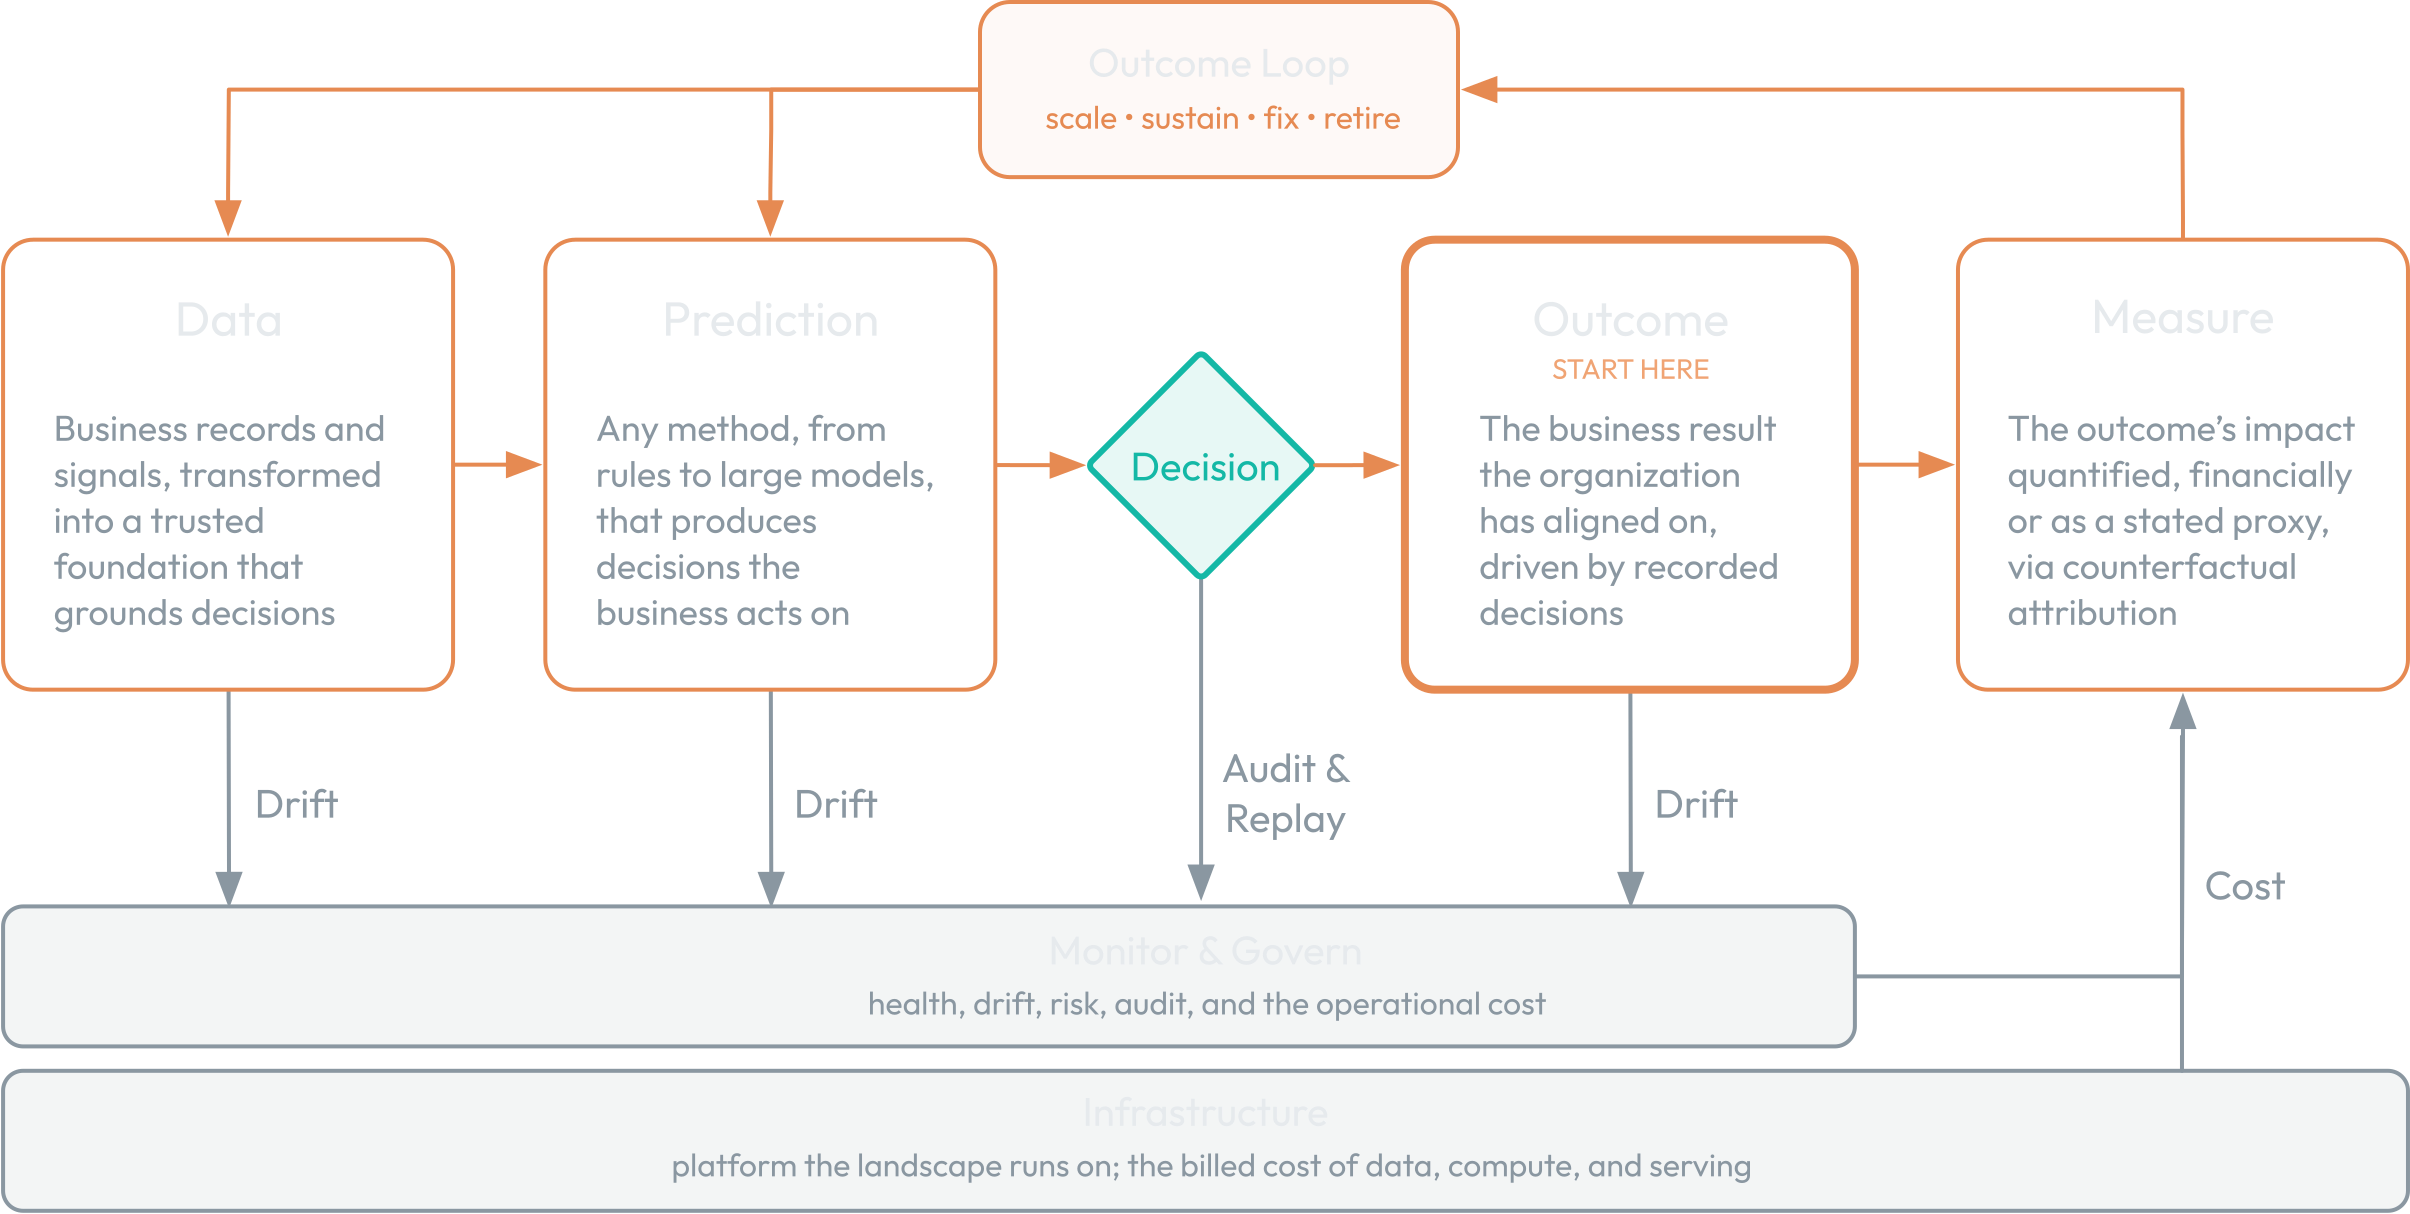 Outcome Loop
scale • sustain • fix • retire
Data
Business records and
signals, transformed
into a trusted
foundation that
grounds decisions
Prediction
Any method, from
rules to large models,
that produces
decisions the
business acts on
Decision
Outcome
START HERE
The business result
the organization
has aligned on,
driven by recorded
decisions
Measure
The outcome’s impact
quantified, financially
or as a stated proxy,
via counterfactual
attribution
Drift
Drift
Audit &
Replay
Drift
Cost
Monitor & Govern
health, drift, risk, audit, and the operational cost
Infrastructure
platform the landscape runs on; the billed cost of data, compute, and serving